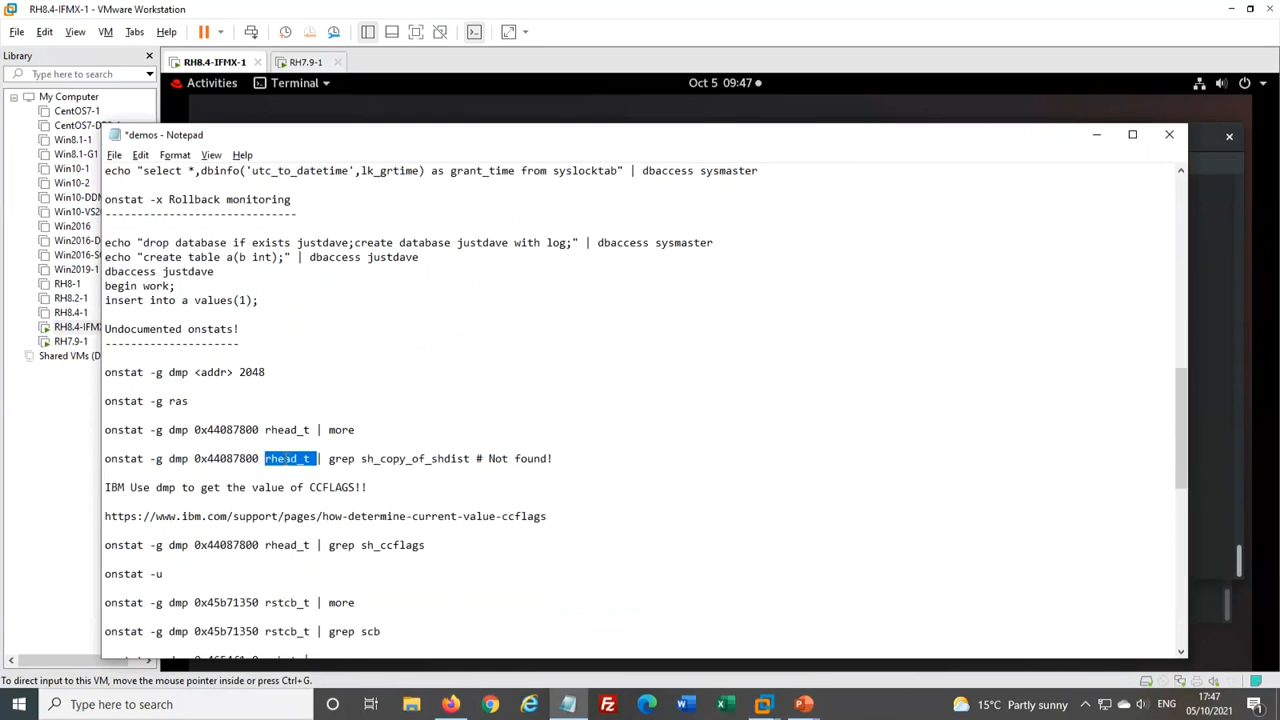 RH8.4-IFMX-1 - VMware Workstation
File Edit View VM Tabs Help
Library
Type here to search
My Computer
CentOS7-1
Win8.1-1
Win8.1-G1
Win10-1
Win10-2
Win2016
Win2019-1
RH8-1
RH8.2-1
RH8.4-1
RH8.4-IFM
RH7.9-1
Shared VMs (D
RH8.4-IFMX-1
RH7.9-1
Activities Terminal Oct 5 09:47
*demos - Notepad
File Edit Format View Help
echo "select *,dbinfo('utc_to_datetime',lk_grtime) as grant_time from syslocktab" | dbaccess sysmaster
onstat -x Rollback monitoring
------------------------------
echo "drop database if exists justdave;create database justdave with log;" | dbaccess sysmaster
echo "create table a(b int);" | dbaccess justdave
dbaccess justdave
begin work;
insert into a values(1);
Undocumented onstats!
---------------------
onstat -g dmp <addr> 2048
onstat -g ras
onstat -g dmp 0x44087800 rhead_t | more
onstat -g dmp 0x44087800 rhead_t | grep sh_copy_of_shdist # Not found!
IBM Use dmp to get the value of CCFLAGS!!
https://www.ibm.com/support/pages/how-determine-current-value-ccflags
onstat -g dmp 0x44087800 rhead_t | grep sh_ccflags
onstat -u
onstat -g dmp 0x45b71350 rstcb_t | more
onstat -g dmp 0x45b71350 rstcb_t | grep scb
To direct input to this VM, move the mouse pointer inside or press Ctrl+G.
Type here to search
15°C Partly sunny
ENG
17:47
05/10/2021